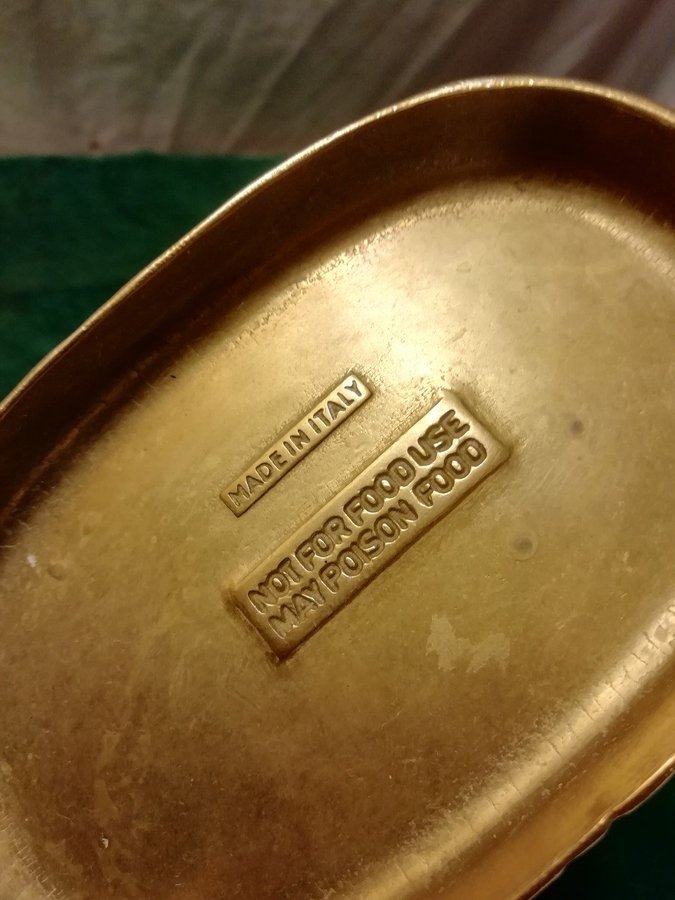 MADE IN ITALY
NOT FOR FOOD USE
MAY POISON FOOD